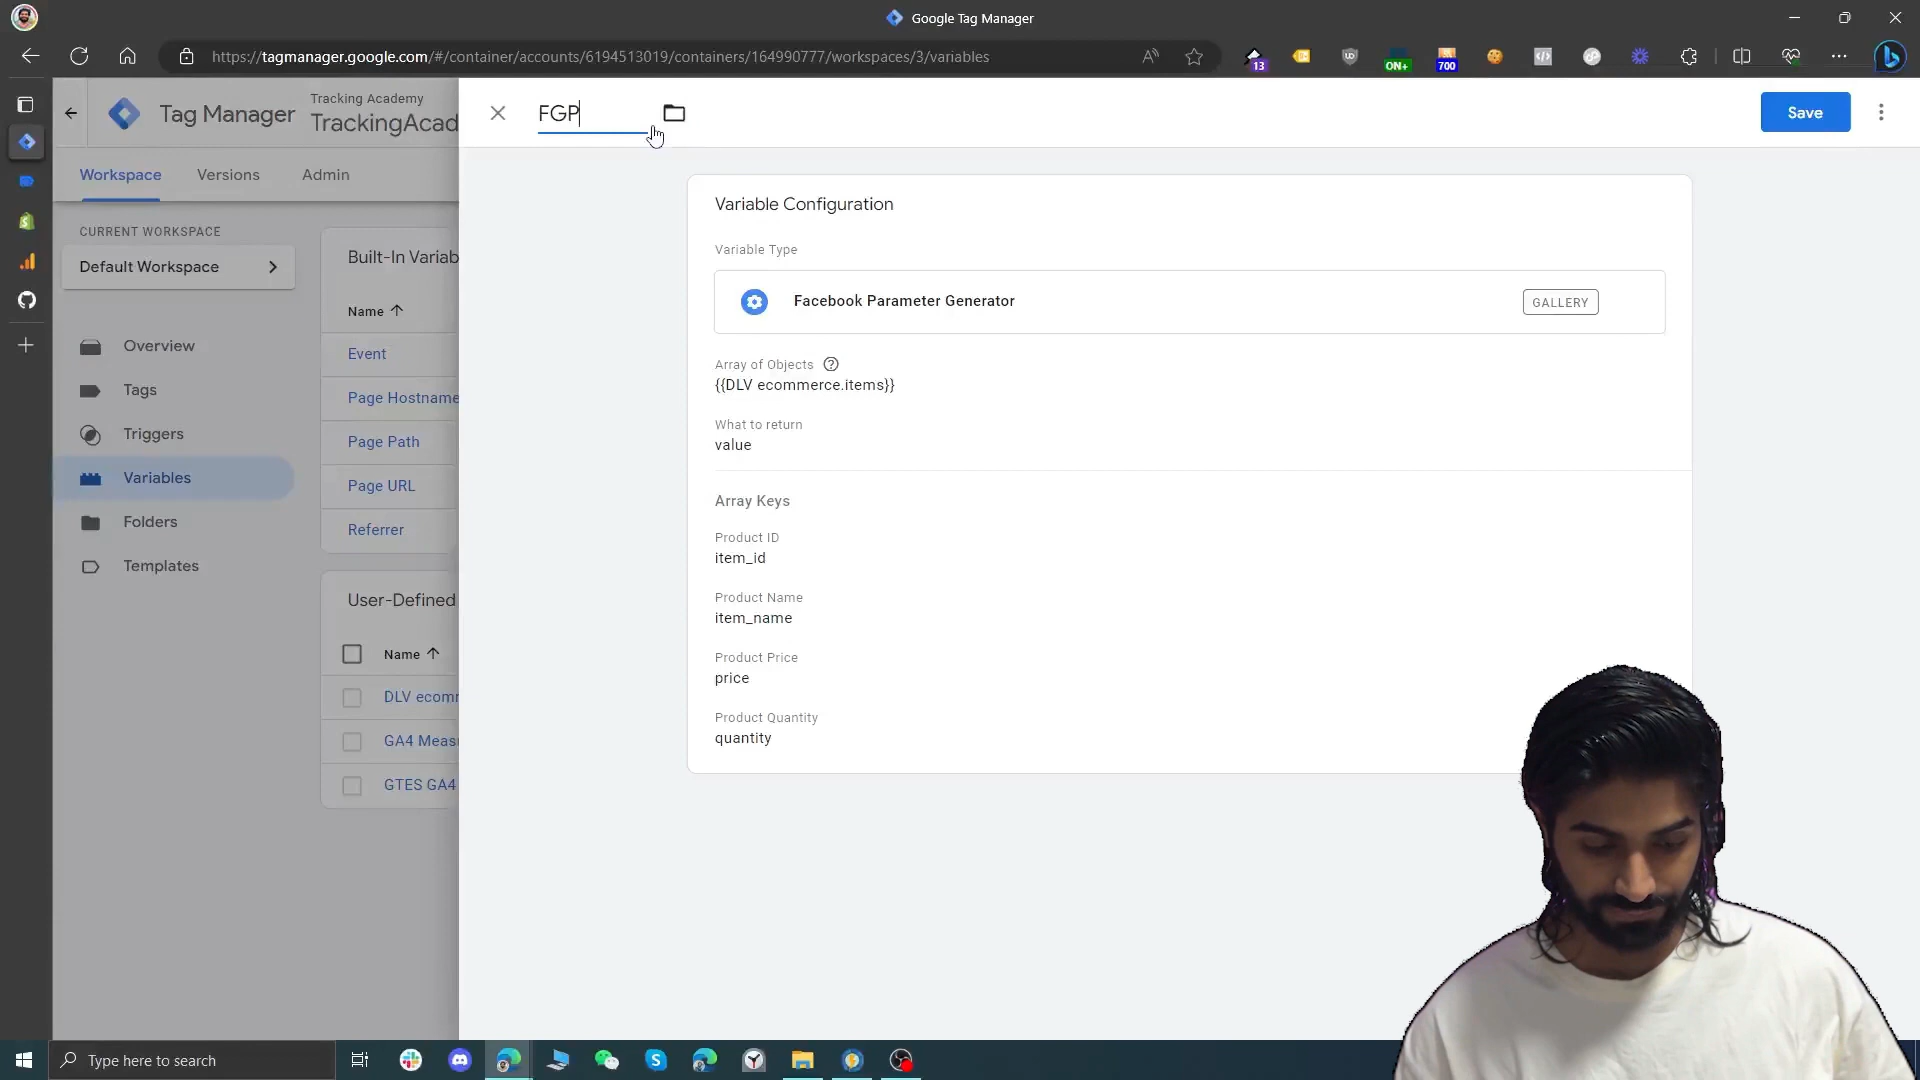 Google Tag Manager
https://tagmanager.google.com/#/container/accounts/6194513019/containers/164990777/workspaces/3/variables
13
ON+
700
Tag Manager
Tracking Academy
TrackingAcad
FGP
Save
Workspace
Versions
Admin
CURRENT WORKSPACE
Default Workspace
Overview
Tags
Triggers
Variables
Folders
Templates
Built-In Variab
Name
Event
Page Hostname
Page Path
Page URL
Referrer
User-Defined
Name
DLV ecomm
GA4 Measu
GTES GA4
Variable Configuration
Variable Type
Facebook Parameter Generator
GALLERY
Array of Objects
{{DLV ecommerce.items}}
What to return
value
Array Keys
Product ID
item_id
Product Name
item_name
Product Price
price
Product Quantity
quantity
Type here to search